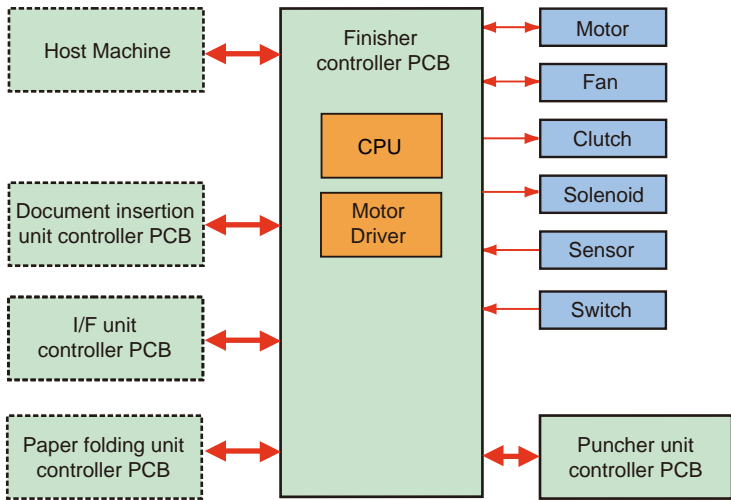 Host Machine
Document insertion
unit controller PCB
I/F unit
controller PCB
Paper folding unit
controller PCB
Finisher
controller PCB
CPU
Motor
Driver
Motor
Fan
Clutch
Solenoid
Sensor
Switch
Puncher unit
controller PCB